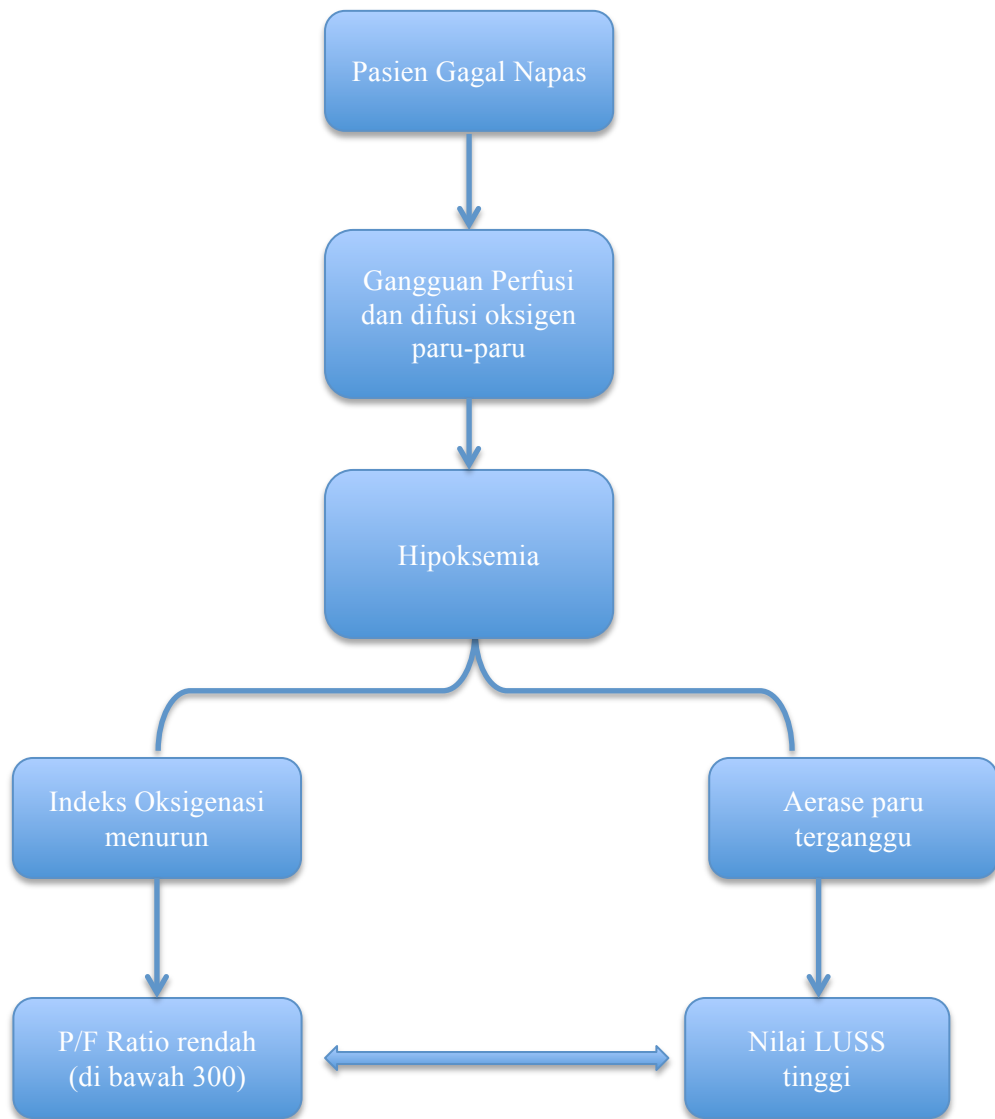 Pasien Gagal Napas
Gangguan Perfusi
dan difusi oksigen
paru-paru
Hipoksemia
Indeks Oksigenasi
menurun
Aerase paru
terganggu
P/F Ratio rendah
(di bawah 300)
Nilai LUSS
tinggi